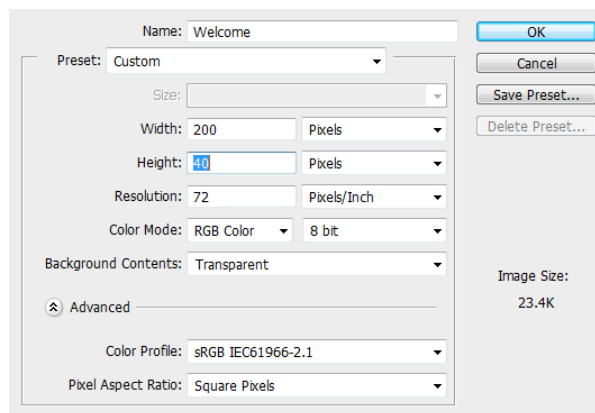 Name: Welcome OK
Preset: Custom Cancel
Size: Save Preset...
Width: 200 Pixels Delete Preset...
Height: 40 Pixels
Resolution: 72 Pixels/Inch
Color Mode: RGB Color 8 bit
Background Contents: Transparent
Image Size:
Advanced 23.4K
Color Profile: sRGB IEC61966-2.1
Pixel Aspect Ratio: Square Pixels